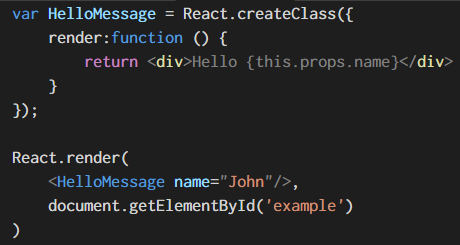 var HelloMessage = React.createClass({
    render:function () {
        return <div>Hello {this.props.name}</div>
    }
});

React.render(
    <HelloMessage name="John"/>,
    document.getElementById('example')
)